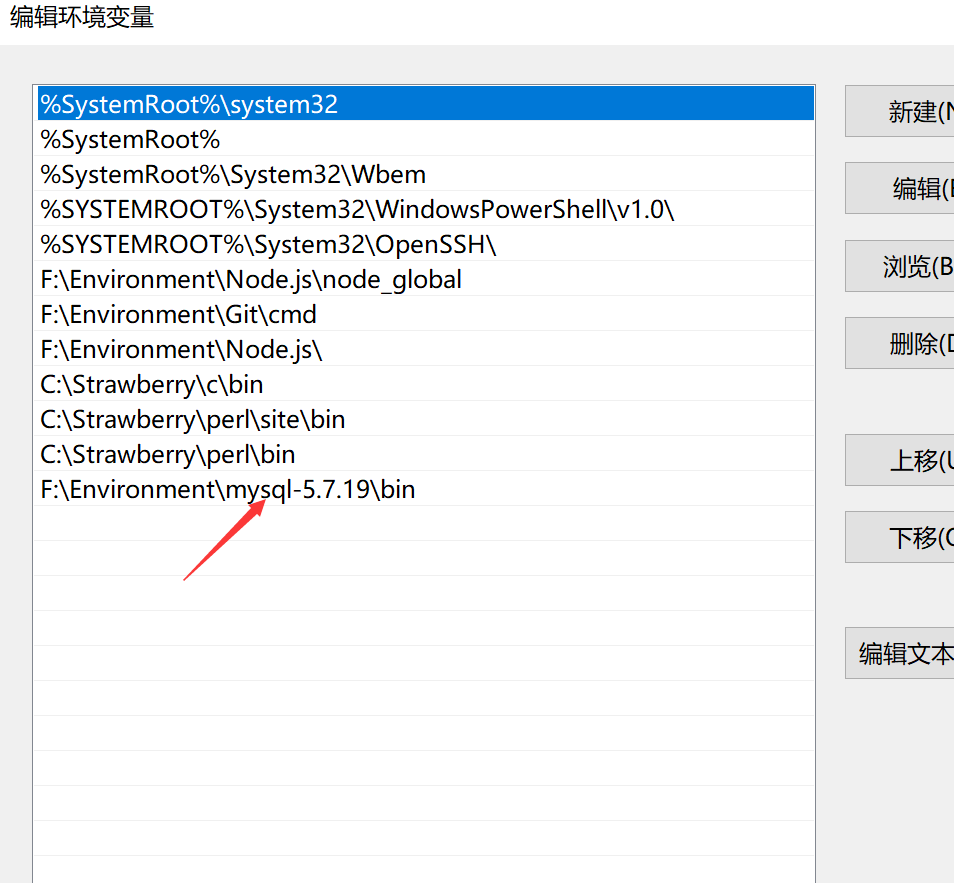 编辑环境变量
%SystemRoot%\system32
%SystemRoot%
%SystemRoot%\System32\Wbem
%SYSTEMROOT%\System32\WindowsPowerShell\v1.0\
%SYSTEMROOT%\System32\OpenSSH\
F:\Environment\Node.js\node_global
F:\Environment\Git\cmd
F:\Environment\Node.js\
C:\Strawberry\c\bin
C:\Strawberry\perl\site\bin
C:\Strawberry\perl\bin
F:\Environment\mysql-5.7.19\bin
新建(N
编辑(E
浏览(B
删除(D
上移(U
下移(O
编辑文本